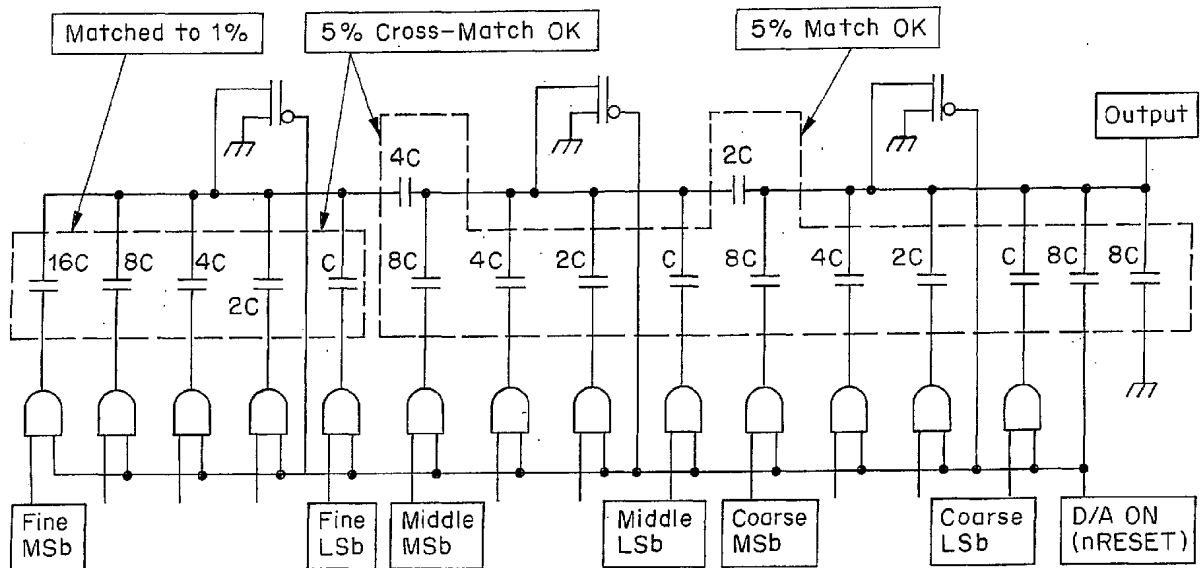 Matched to 1%
5% Cross-Match OK
5% Match OK
Output
4C
2C
16C
8C
4C
2C
C
8C
4C
2C
C
8C
4C
2C
C
8C
8C
Fine
MSb
Fine
LSb
Middle
MSb
Middle
LSb
Coarse
MSb
Coarse
LSb
D/A ON
(nRESET)